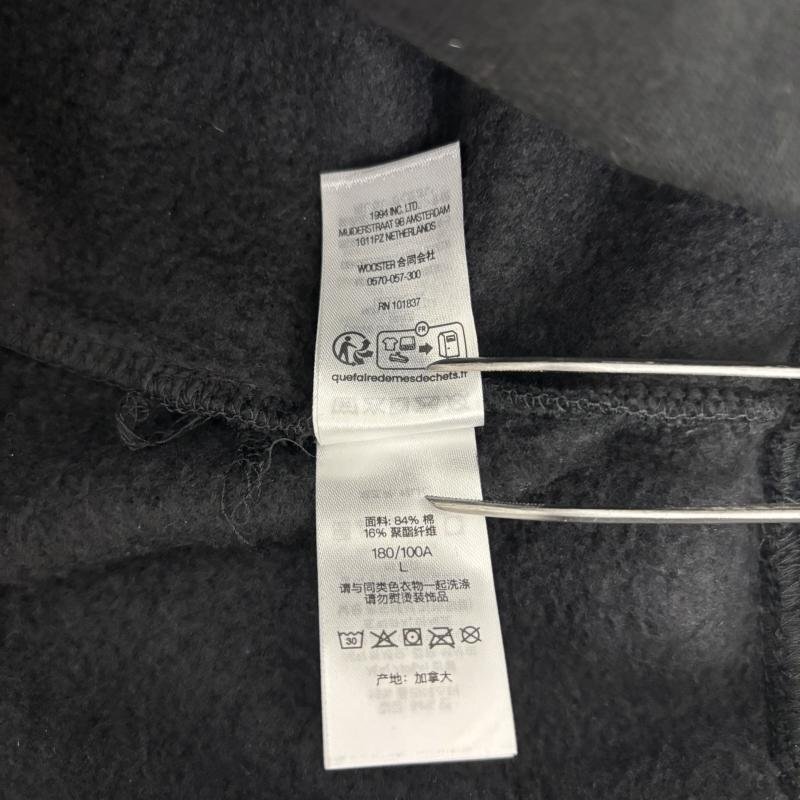 1994 INC. LTD.
MUIDERSTRAAT 9B AMSTERDAM
1011PZ NETHERLANDS
WOOSTER 合同会社
0570-057-300
RN 101837
FR
quefairedemesdechets.fr
面料: 84% 棉
16% 聚酯纤维
180/100A
L
请与同类色衣物一起洗涤
请勿熨烫装饰品
30
产地: 加拿大